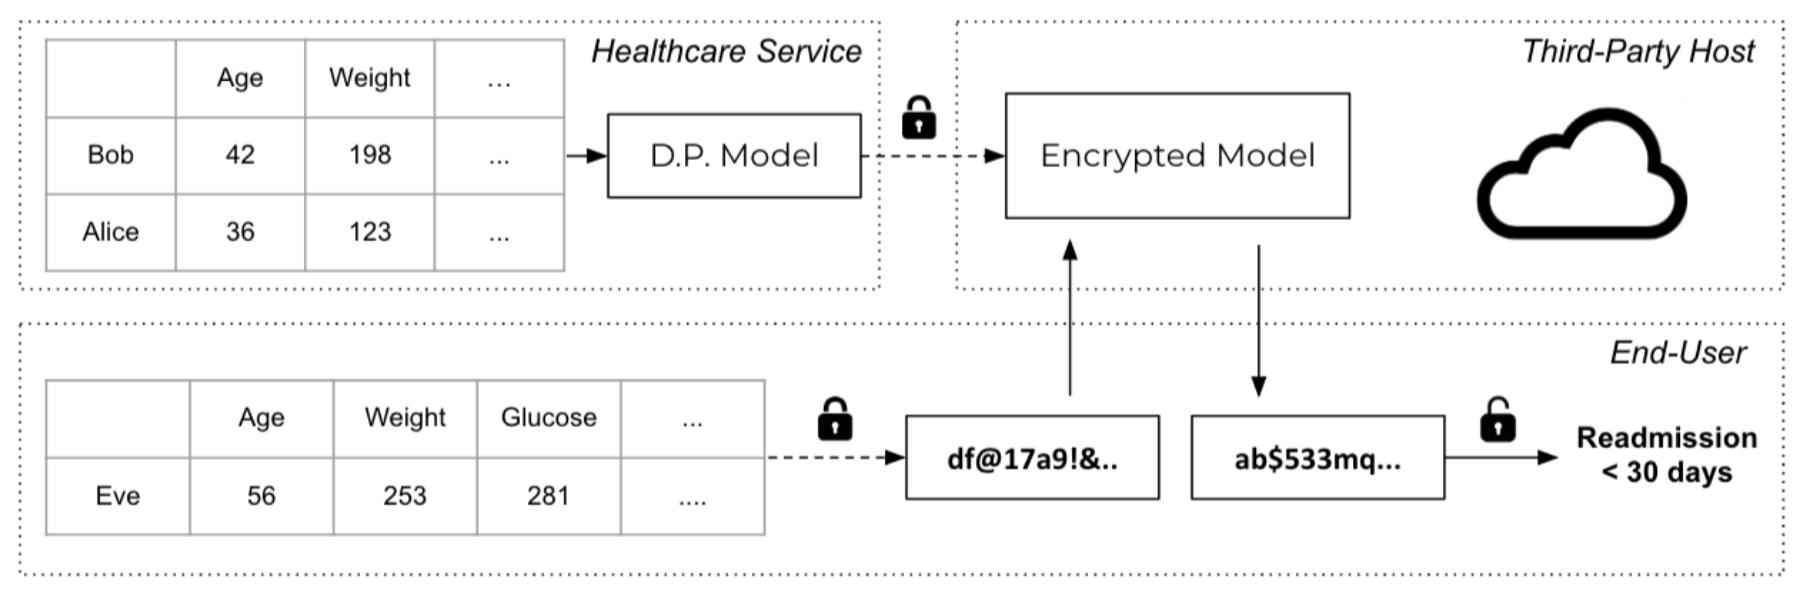 Healthcare Service
Age Weight ...
Bob 42 198 ...
Alice 36 123 ...
D.P. Model
Third-Party Host
Encrypted Model
End-User
Age Weight Glucose ...
Eve 56 253 281 ....
df@17a9!&..
ab$533mq...
Readmission
< 30 days